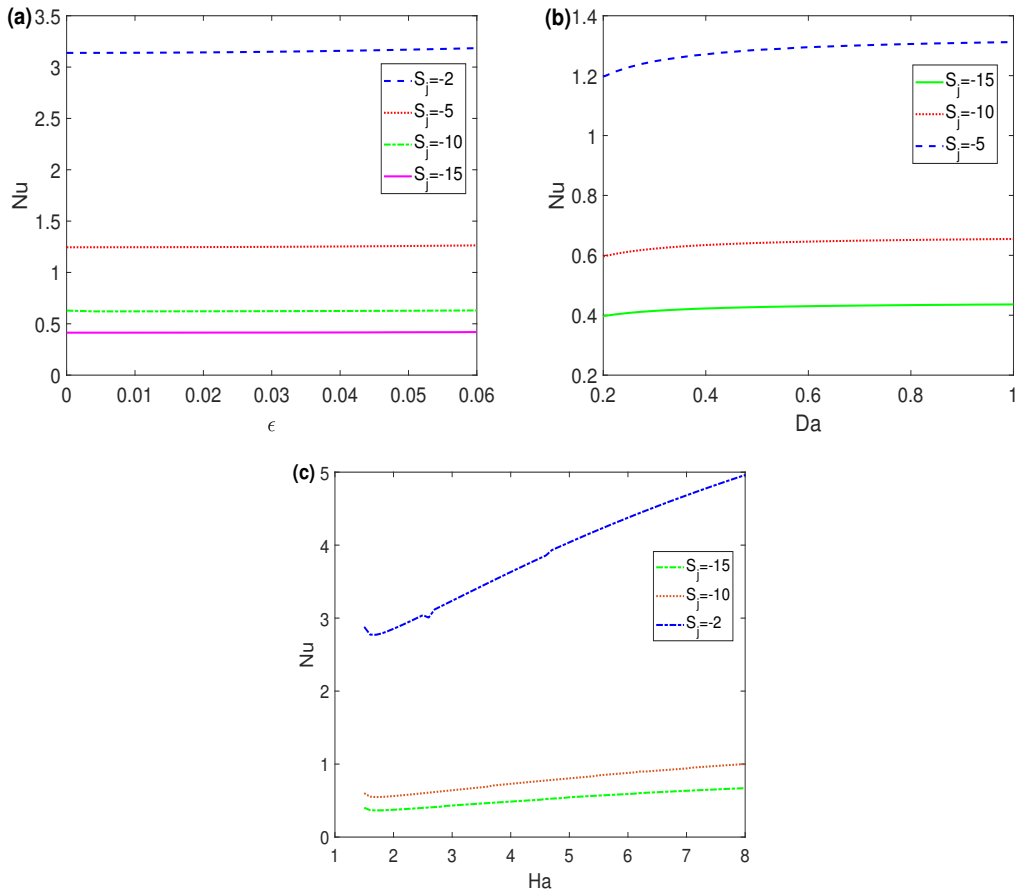 (a)
3.5
3
2.5
2
1.5
1
0.5
0
Nu
0 0.01 0.02 0.03 0.04 0.05 0.06
ϵ
S_j=-2
S_j=-5
S_j=-10
S_j=-15
(b)
1.4
1.2
1
0.8
0.6
0.4
0.2
Nu
0.2 0.4 0.6 0.8 1
Da
S_j=-15
S_j=-10
S_j=-5
(c)
5
4
3
2
1
0
Nu
1 2 3 4 5 6 7 8
Ha
S_j=-15
S_j=-10
S_j=-2